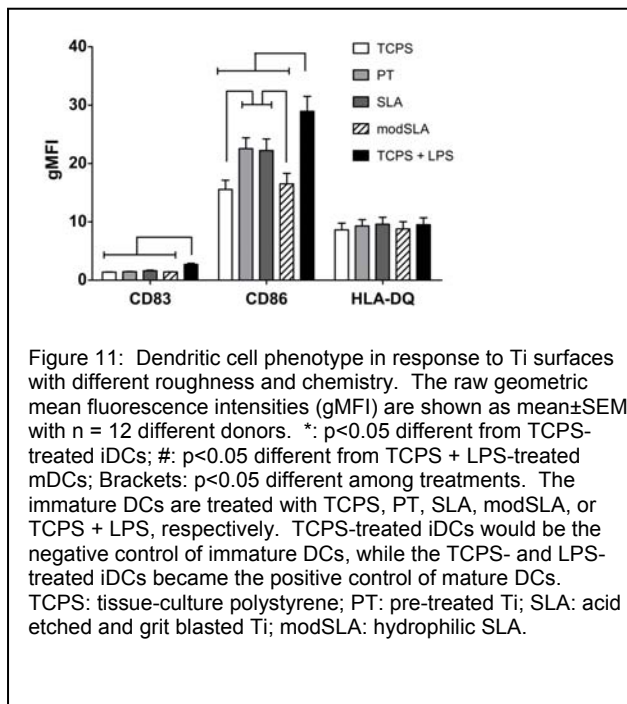 40
30
20
10
0
gMFI
TCPS
PT
SLA
modSLA
TCPS + LPS
CD83 CD86 HLA-DQ
Figure 11: Dendritic cell phenotype in response to Ti surfaces
with different roughness and chemistry. The raw geometric
mean fluorescence intensities (gMFI) are shown as mean±SEM
with n = 12 different donors. *: p<0.05 different from TCPS-
treated iDCs; #: p<0.05 different from TCPS + LPS-treated
mDCs; Brackets: p<0.05 different among treatments. The
immature DCs are treated with TCPS, PT, SLA, modSLA, or
TCPS + LPS, respectively. TCPS-treated iDCs would be the
negative control of immature DCs, while the TCPS- and LPS-
treated iDCs became the positive control of mature DCs.
TCPS: tissue-culture polystyrene; PT: pre-treated Ti; SLA: acid
etched and grit blasted Ti; modSLA: hydrophilic SLA.